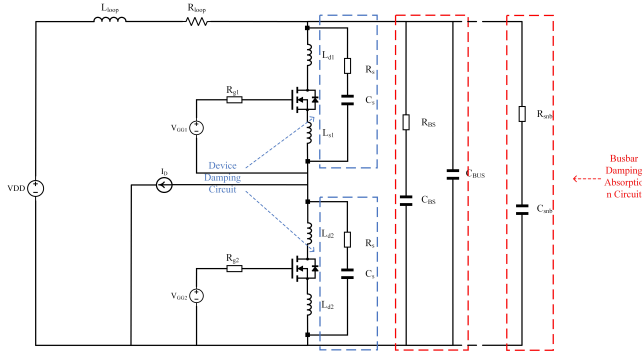 Lloop
Rloop
Ld1
Rs
Rg1
Cs
VGG1
Ls1
RBS
Rsnb
Device
Damping
Circuit
ID
VDD
CBUS
Busbar
Damping
Absorptio
n Circuit
CBS
Csnb
Ld2
Rs
Rg2
Cs
VGG2
Ld2